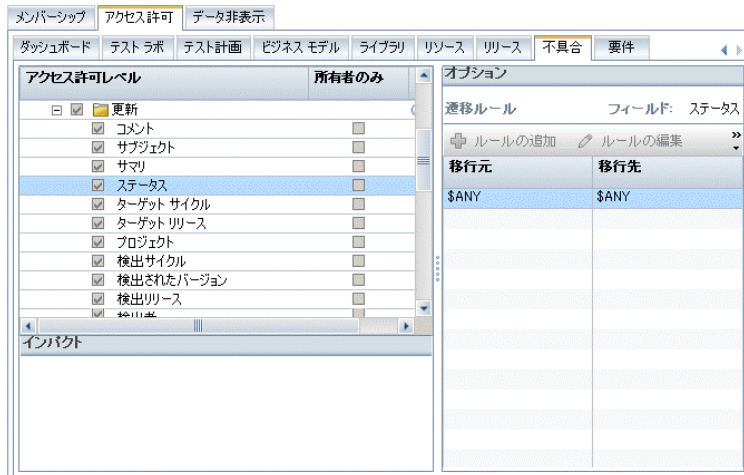 メンバーシップ アクセス許可 データ非表示
ダッシュボード テスト ラボ テスト計画 ビジネス モデル ライブラリ リソース リリース 不具合 要件
アクセス許可レベル 所有者のみ
更新
コメント
サブジェクト
サマリ
ステータス
ターゲット サイクル
ターゲット リリース
プロジェクト
検出サイクル
検出されたバージョン
検出リリース
検出者
インパクト
オプション
遷移ルール フィールド: ステータス
ルールの追加 ルールの編集
移行元 移行先
$ANY $ANY